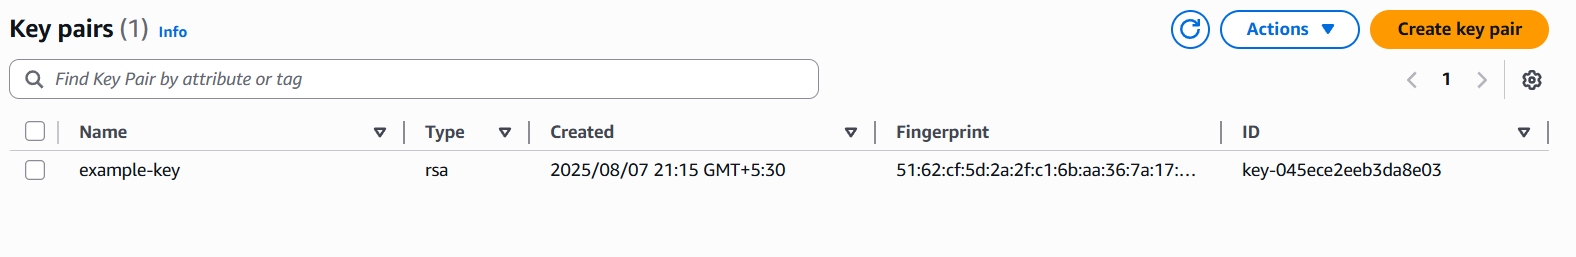 Key pairs (1) Info
Actions
Create key pair
Find Key Pair by attribute or tag
1
Name Type Created Fingerprint ID
example-key rsa 2025/08/07 21:15 GMT+5:30 51:62:cf:5d:2a:2f:c1:6b:aa:36:7a:17:... key-045ece2eeb3da8e03